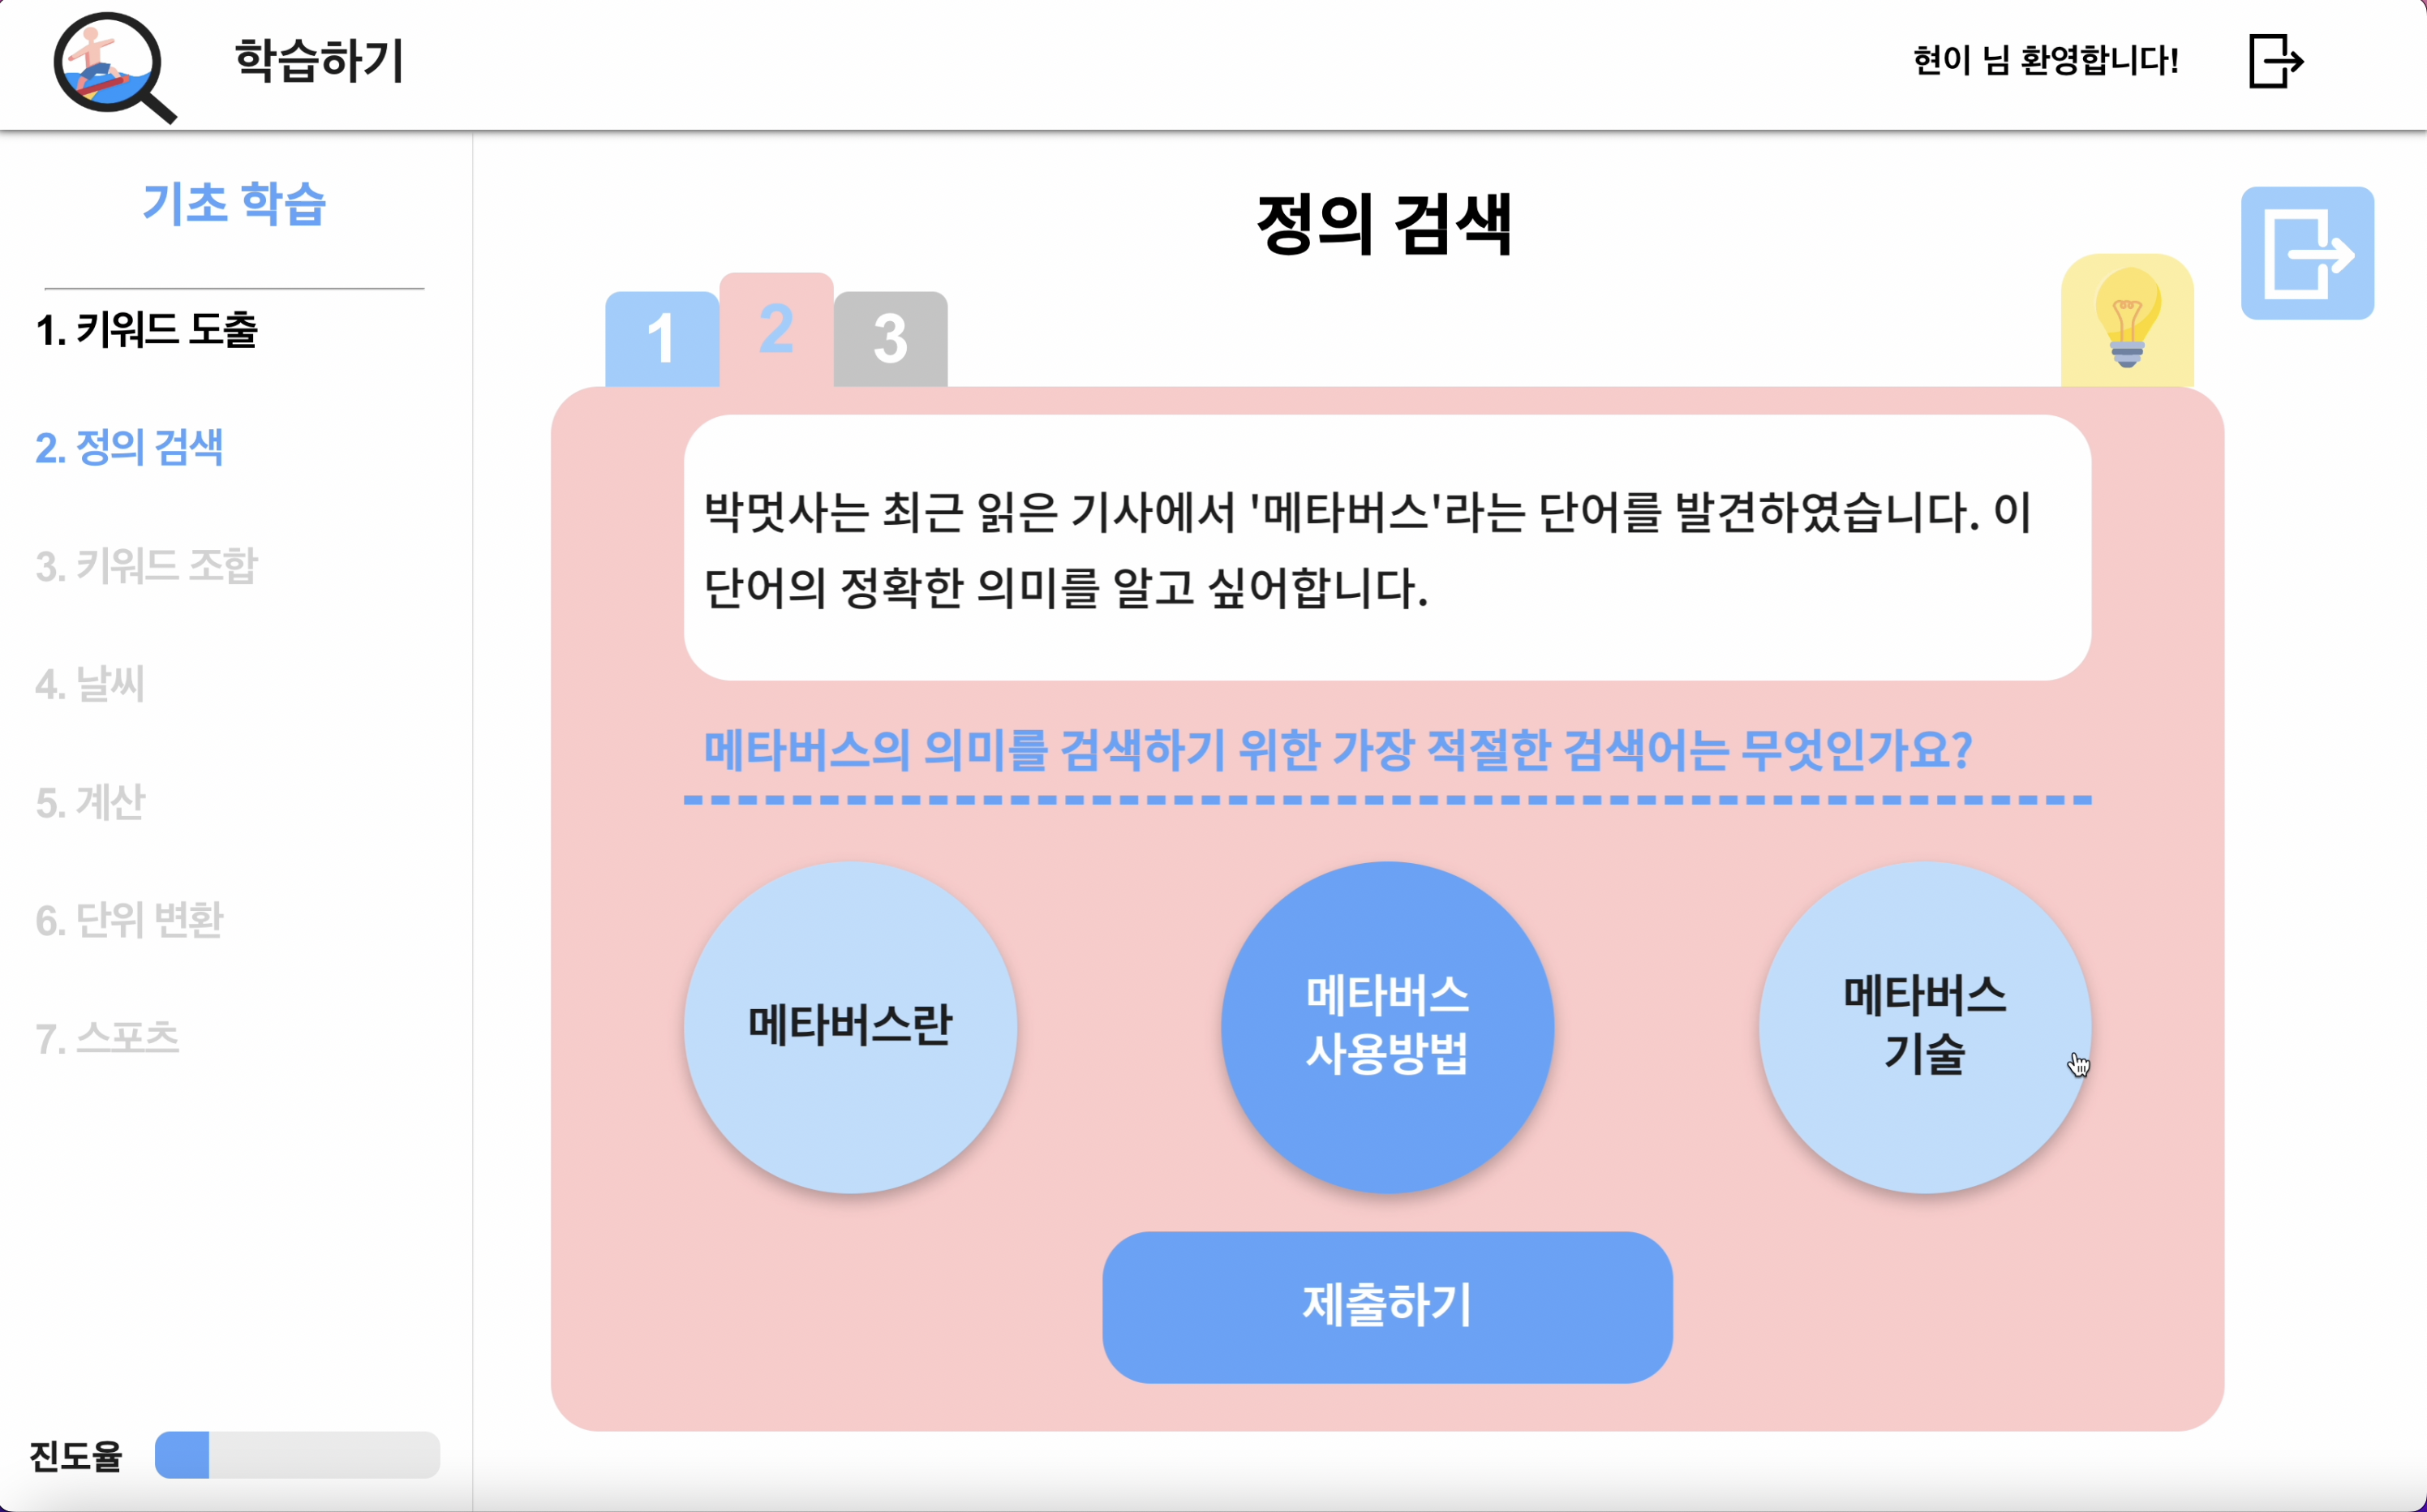 학습하기
현이 님 환영합니다!
기초 학습
1. 키워드 도출
2. 정의 검색
3. 키워드 조합
4. 날씨
5. 계산
6. 단위 변환
7. 스포츠
진도율
정의 검색
1
2
3
박멋사는 최근 읽은 기사에서 '메타버스'라는 단어를 발견하였습니다. 이
단어의 정확한 의미를 알고 싶어합니다.
메타버스의 의미를 검색하기 위한 가장 적절한 검색어는 무엇인가요?
메타버스란
메타버스
사용방법
메타버스
기술
제출하기